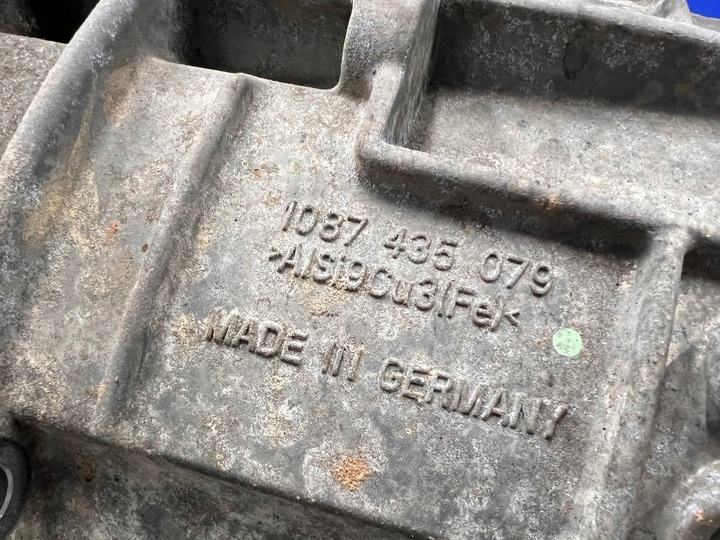 1087 435 079
>AlSi9Cu3(Fe)<
MADE IN GERMANY